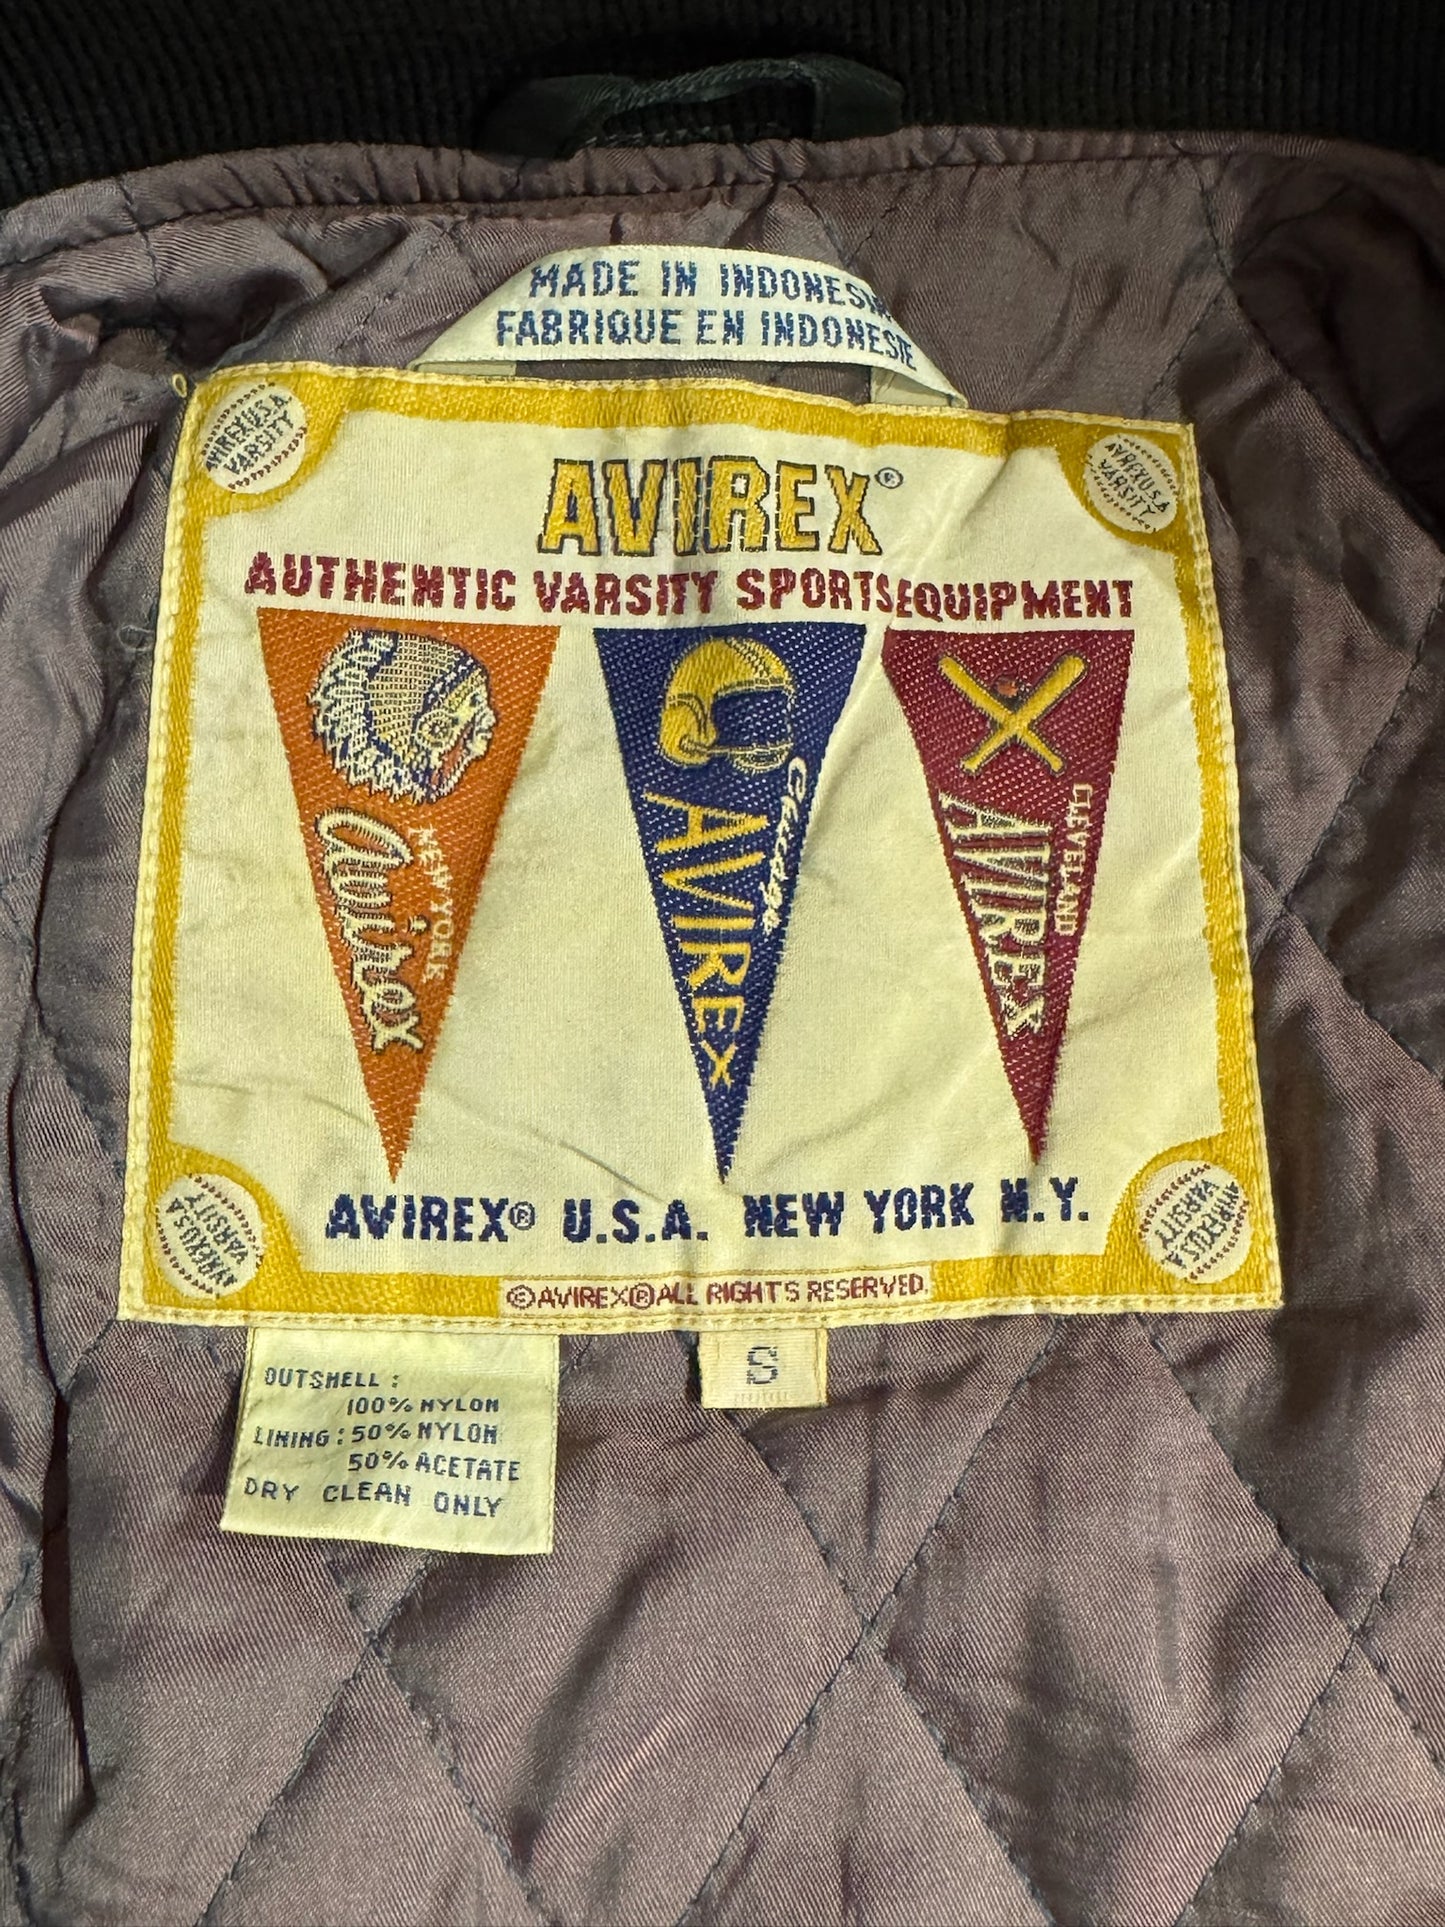 MADE IN INDONESIA
FABRIQUE EN INDONESIE
AVIREX U.S.A
VARSITY
AVIREX U.S.A
VARSITY
AVIREX®
AUTHENTIC VARSITY SPORTS EQUIPMENT
NEW YORK
Avirex
Chicago
AVIREX
CLEVELAND
AVIREX
AVIREX® U.S.A. NEW YORK N.Y.
AVIREX U.S.A
VARSITY
AVIREX U.S.A
VARSITY
©AVIREX® ALL RIGHTS RESERVED.
OUTSHELL :
100% NYLON
LINING : 50% NYLON
50% ACETATE
DRY CLEAN ONLY
S